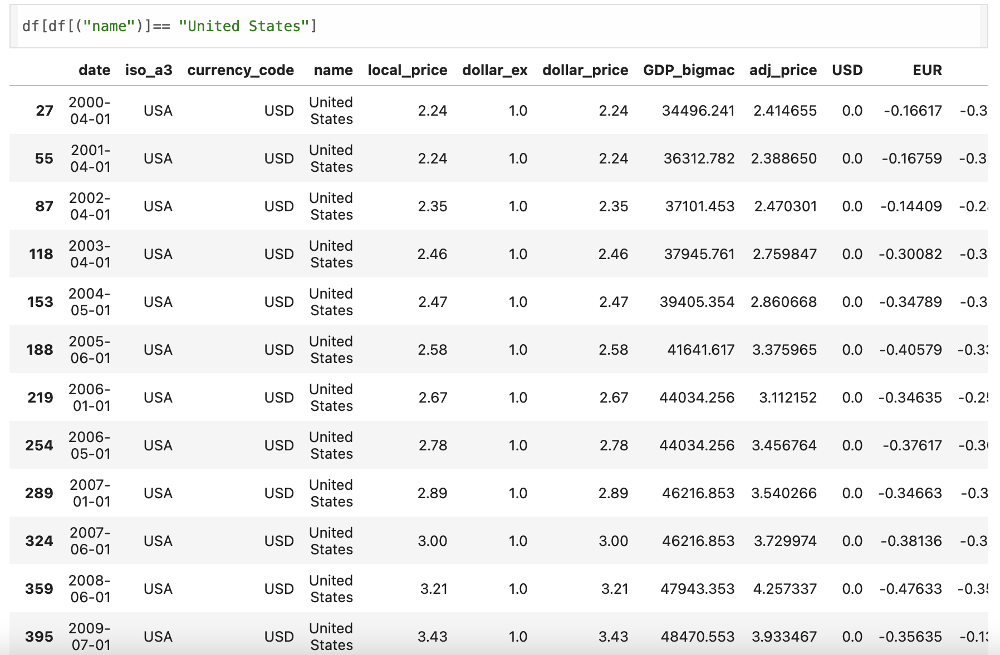 df[df[("name")]== "United States"]
date iso_a3 currency_code name local_price dollar_ex dollar_price GDP_bigmac adj_price USD EUR
27 2000-04-01 USA USD United States 2.24 1.0 2.24 34496.241 2.414655 0.0 -0.16617 -0.3
55 2001-04-01 USA USD United States 2.24 1.0 2.24 36312.782 2.388650 0.0 -0.16759 -0.3
87 2002-04-01 USA USD United States 2.35 1.0 2.35 37101.453 2.470301 0.0 -0.14409 -0.2
118 2003-04-01 USA USD United States 2.46 1.0 2.46 37945.761 2.759847 0.0 -0.30082 -0.3
153 2004-05-01 USA USD United States 2.47 1.0 2.47 39405.354 2.860668 0.0 -0.34789 -0.3
188 2005-06-01 USA USD United States 2.58 1.0 2.58 41641.617 3.375965 0.0 -0.40579 -0.3
219 2006-01-01 USA USD United States 2.67 1.0 2.67 44034.256 3.112152 0.0 -0.34635 -0.2
254 2006-05-01 USA USD United States 2.78 1.0 2.78 44034.256 3.456764 0.0 -0.37617 -0.3
289 2007-01-01 USA USD United States 2.89 1.0 2.89 46216.853 3.540266 0.0 -0.34663 -0.3
324 2007-06-01 USA USD United States 3.00 1.0 3.00 46216.853 3.729974 0.0 -0.38136 -0.3
359 2008-06-01 USA USD United States 3.21 1.0 3.21 47943.353 4.257337 0.0 -0.47633 -0.3
395 2009-07-01 USA USD United States 3.43 1.0 3.43 48470.553 3.933467 0.0 -0.35635 -0.1